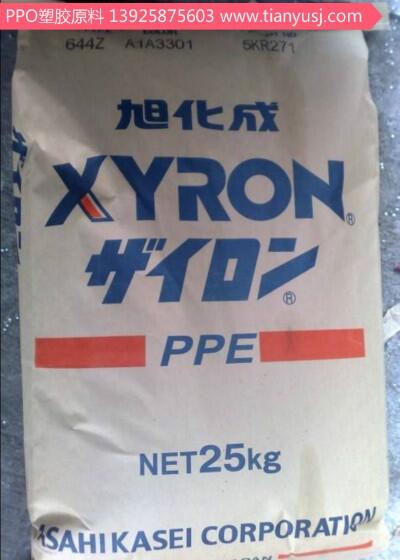 PPO塑胶原料 13925875603 www.tianyusj.com
644Z A1A3301 5KR271
旭化成
XYRON®
ザイロン®
PPE
NET25kg
ASAHI KASEI CORPORATION